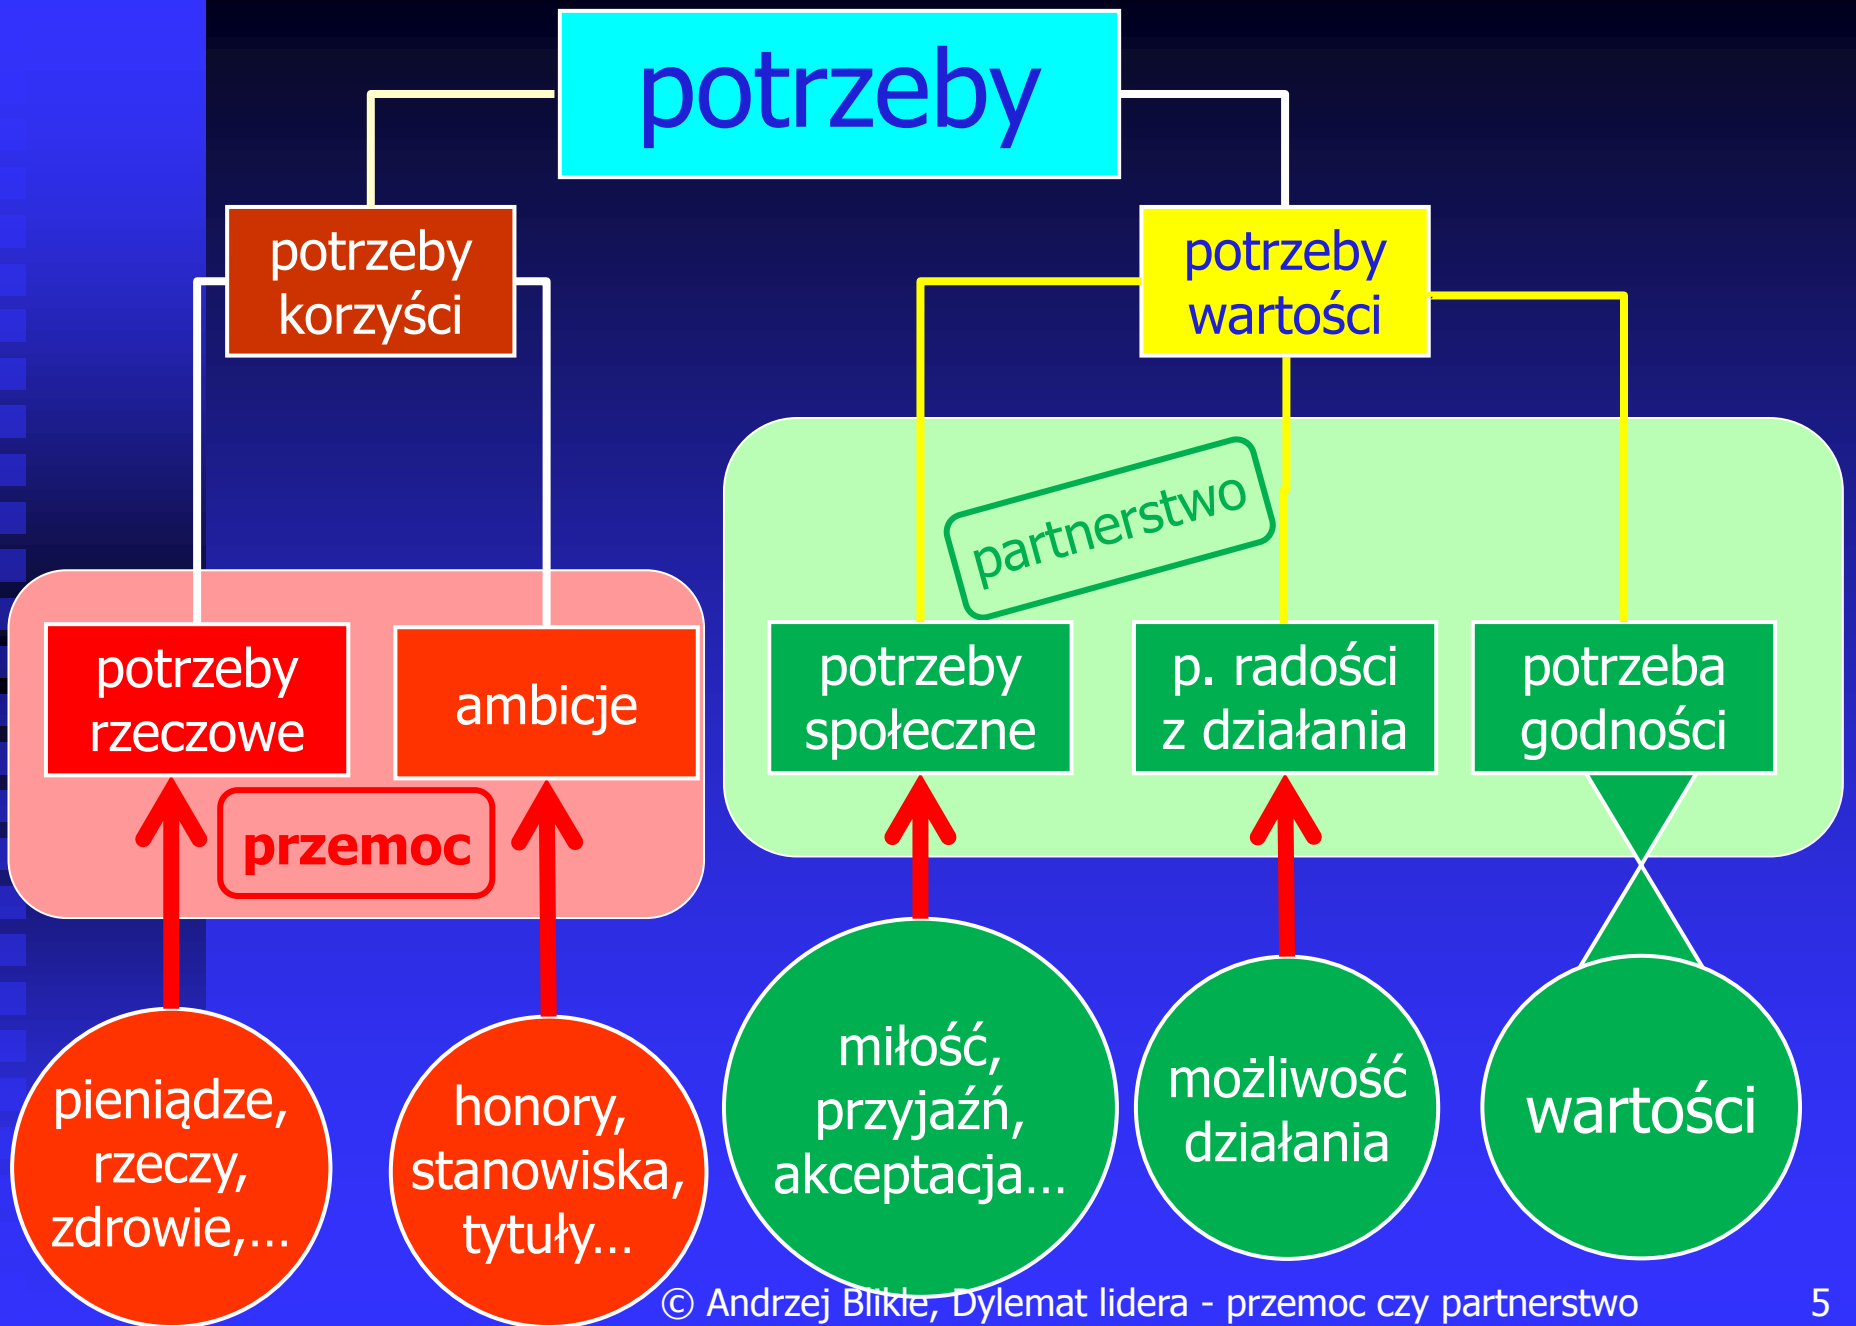 potrzeby
potrzeby
korzyści
potrzeby
wartości
partnerstwo
potrzeby
rzeczowe
ambicje
potrzeby
społeczne
p. radości
z działania
potrzeba
godności
przemoc
pieniądze,
rzeczy,
zdrowie,...
honory,
stanowiska,
tytuły...
miłość,
przyjaźń,
akceptacja...
możliwość
działania
wartości
© Andrzej Blikle, Dylemat lidera - przemoc czy partnerstwo 5